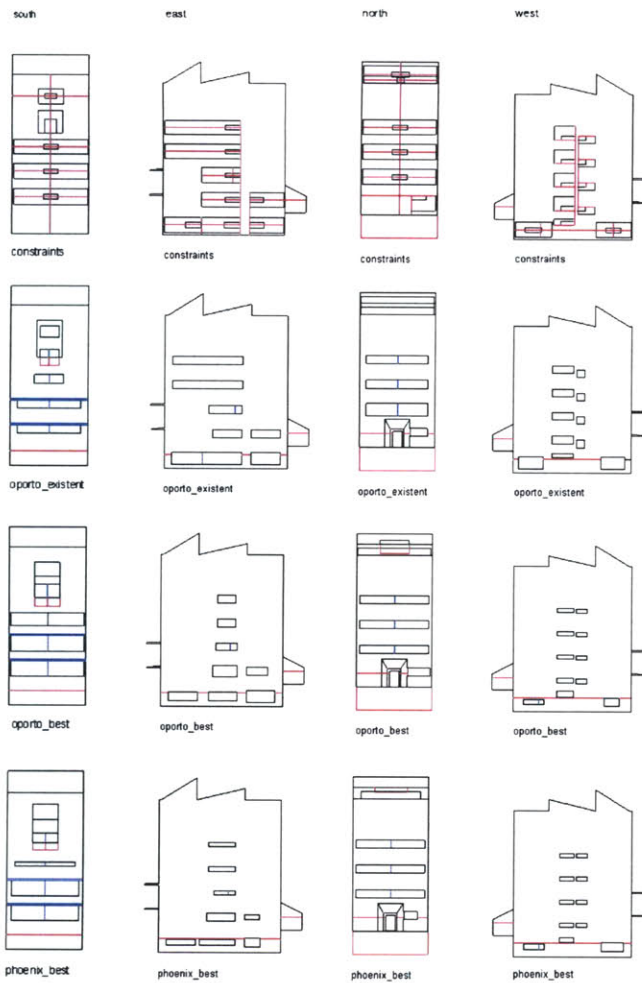 south east north west
constraints constraints constraints constraints
oporto_existent oporto_existent oporto_existent oporto_existent
oporto_best oporto_best oporto_best oporto_best
phoenix_best phoenix_best phoenix_best phoenix_best